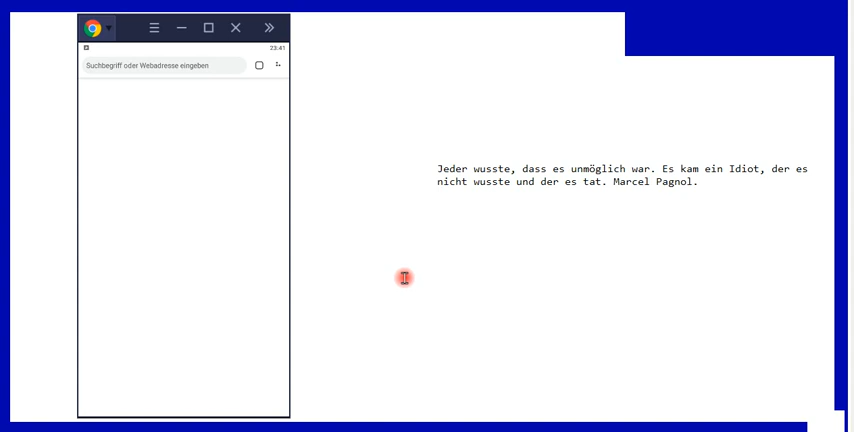 23:41
Suchbegriff oder Webadresse eingeben
Jeder wusste, dass es unmöglich war. Es kam ein Idiot, der es
nicht wusste und der es tat. Marcel Pagnol.